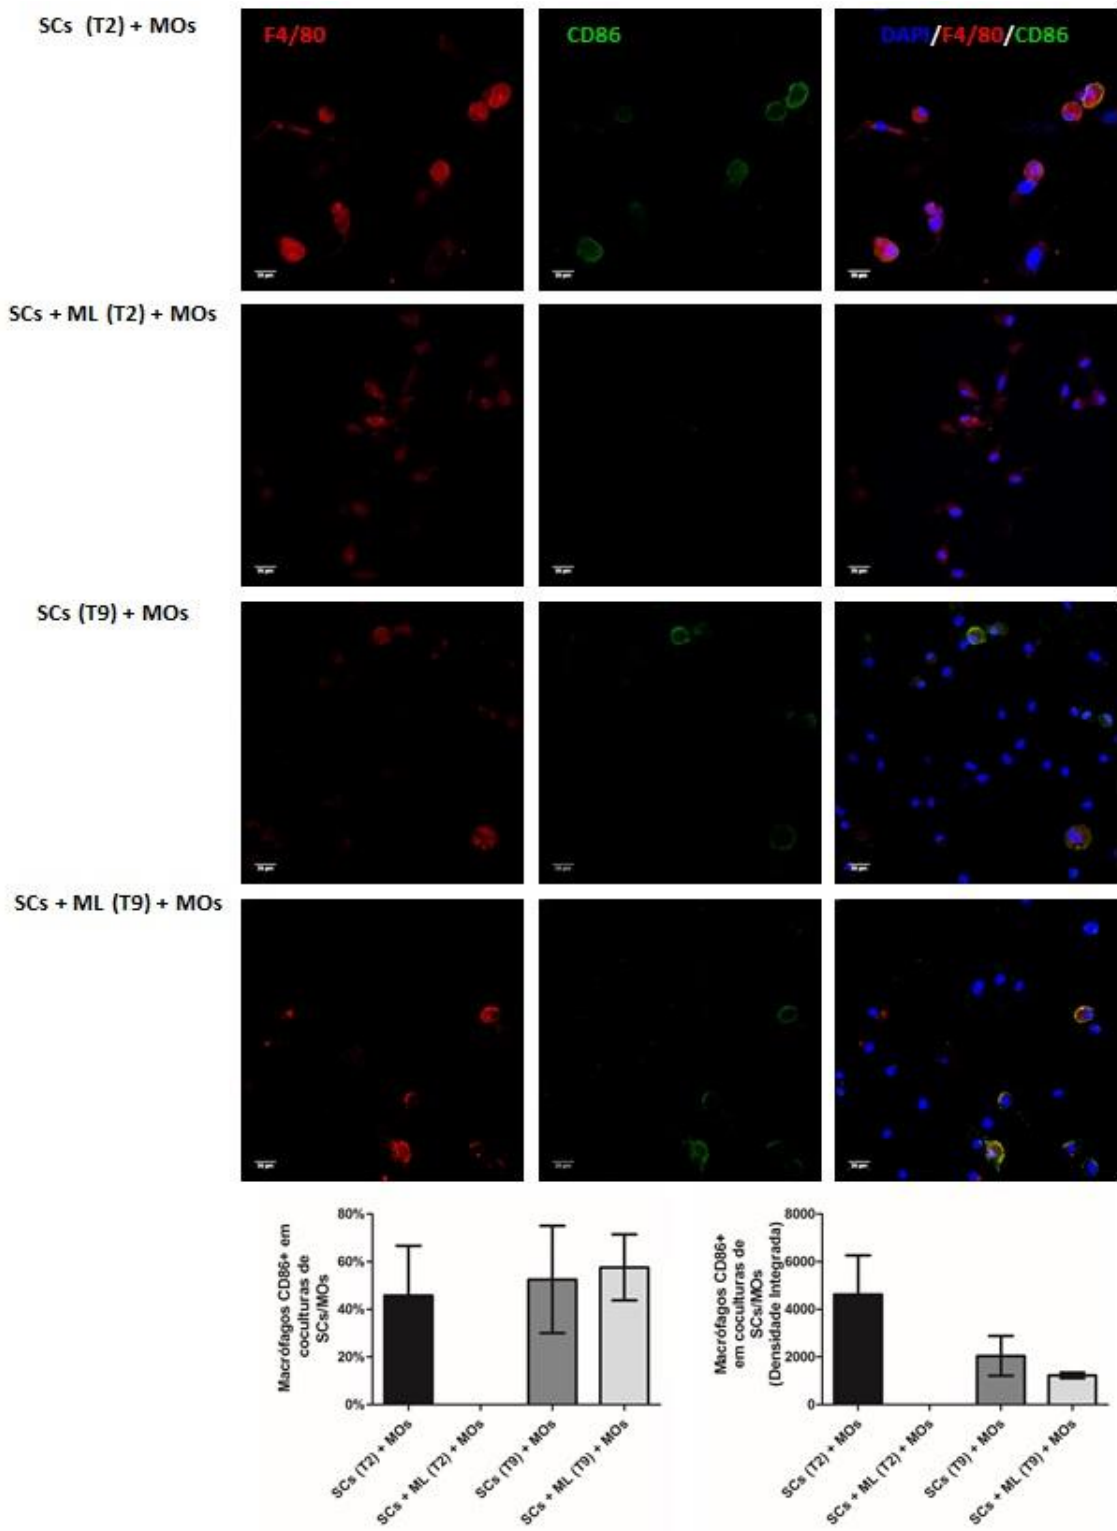 SCs (T2) + MOs
F4/80
CD86
DAPI/F4/80/CD86
SCs + ML (T2) + MOs
SCs (T9) + MOs
SCs + ML (T9) + MOs
Macrófagos CD86+ em
coculturas de
SCs/MOs
80%
60%
40%
20%
0%
SCs (T2) + MOs
SCs + ML (T2) + MOs
SCs (T9) + MOs
SCs + ML (T9) + MOs
Macrófagos CD86+
em coculturas de
SCs/MOs
(Densidade Integrada)
8000
6000
4000
2000
0
SCs (T2) + MOs
SCs + ML (T2) + MOs
SCs (T9) + MOs
SCs + ML (T9) + MOs